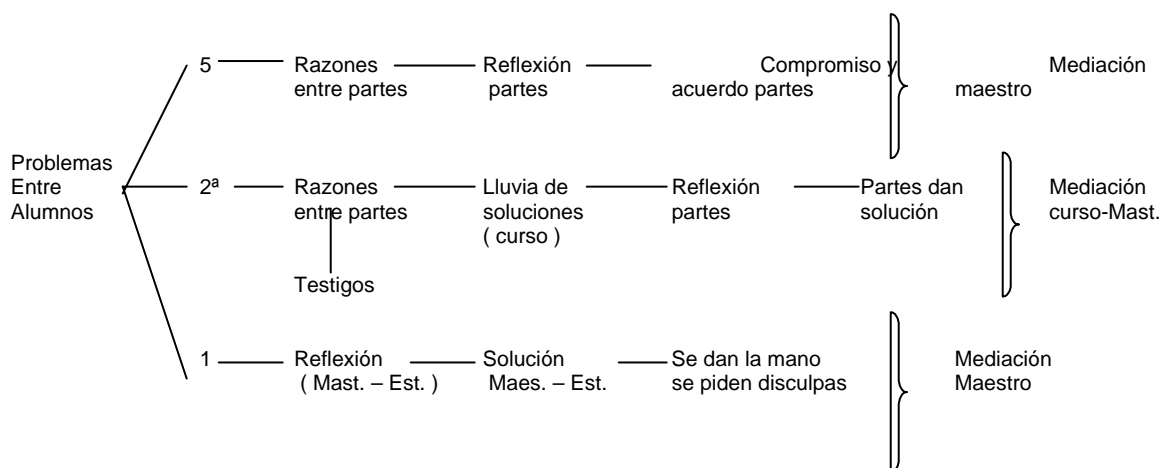 5 Razones Reflexión Compromiso y Mediación
entre partes partes acuerdo partes maestro
Problemas
Entre 2ª Razones Lluvia de Reflexión Partes dan Mediación
Alumnos entre partes soluciones partes solución curso-Mast.
( curso )
Testigos
1 Reflexión Solución Se dan la mano Mediación
( Mast. – Est. ) Maes. – Est. se piden disculpas Maestro